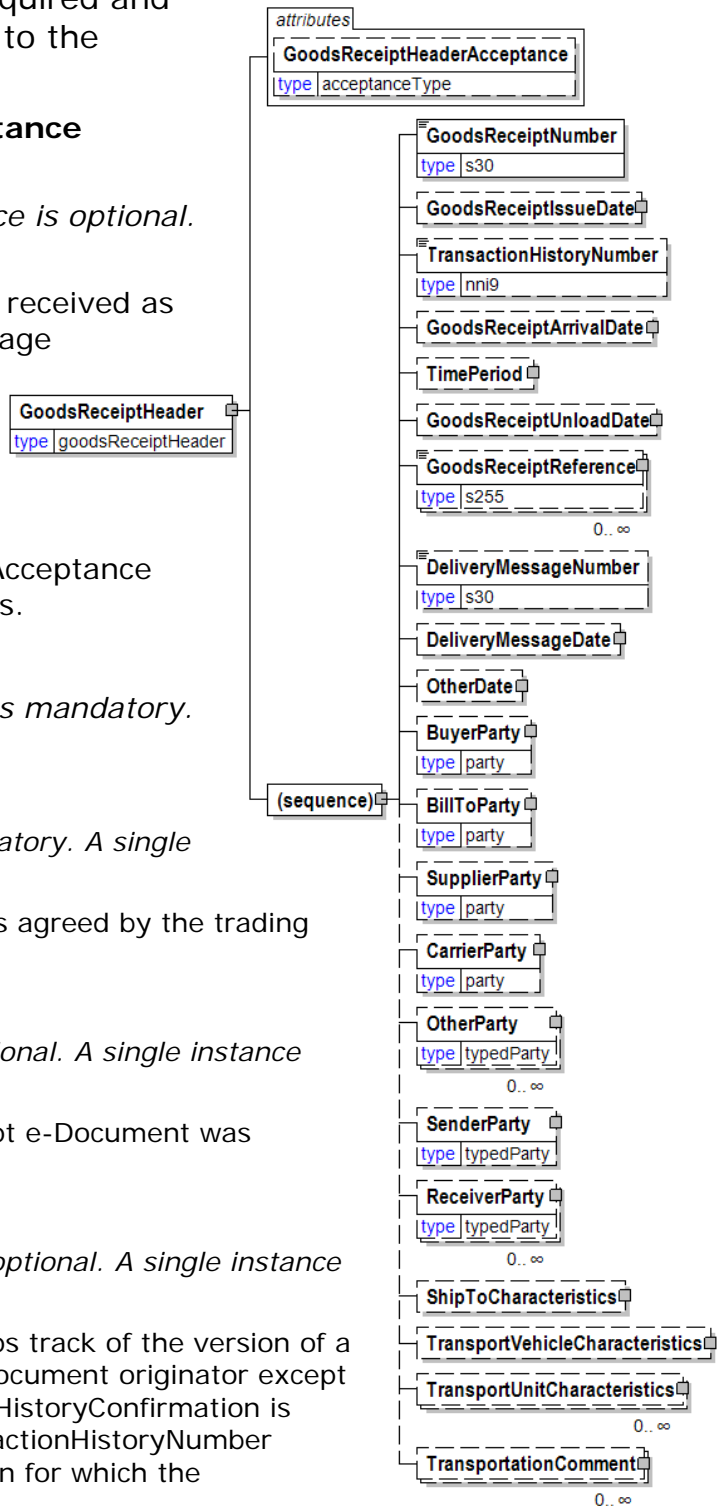 quired and
to the
tance
ce is optional.
received as
age
Acceptance
s.
s mandatory.
atory. A single
s agreed by the trading
ional. A single instance
pt e-Document was
optional. A single instance
os track of the version of a
ocument originator except
HistoryConfirmation is
actionHistoryNumber
n for which the
GoodsReceiptHeader
type goodsReceiptHeader
attributes
GoodsReceiptHeaderAcceptance
type acceptanceType
(sequence)
GoodsReceiptNumber
type s30
GoodsReceiptIssueDate
TransactionHistoryNumber
type nni9
GoodsReceiptArrivalDate
TimePeriod
GoodsReceiptUnloadDate
GoodsReceiptReference
type s255
0.. ∞
DeliveryMessageNumber
type s30
DeliveryMessageDate
OtherDate
BuyerParty
type party
BillToParty
type party
SupplierParty
type party
CarrierParty
type party
OtherParty
type typedParty
0.. ∞
SenderParty
type typedParty
ReceiverParty
type typedParty
0.. ∞
ShipToCharacteristics
TransportVehicleCharacteristics
TransportUnitCharacteristics
0.. ∞
TransportationComment
0.. ∞